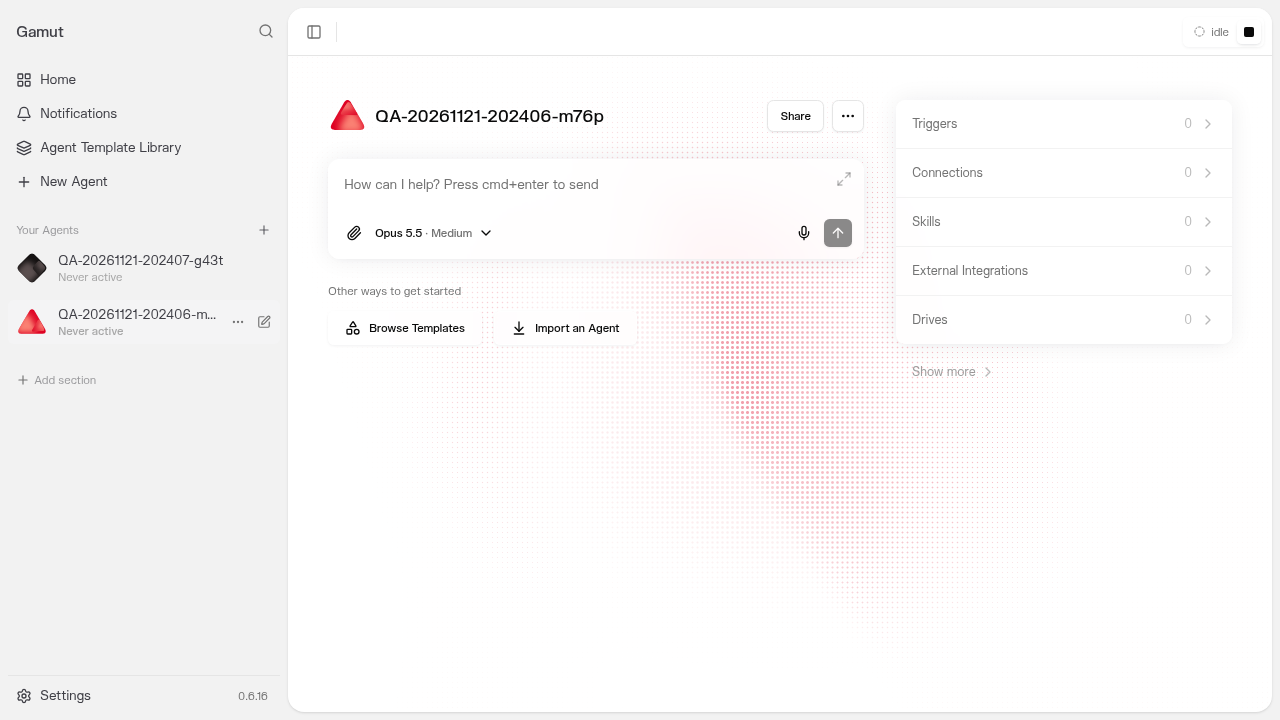 Gamut
Home
Notifications
Agent Template Library
New Agent
Your Agents
QA-20261121-202407-g43t
Never active
QA-20261121-202406-m...
Never active
Add section
Settings
0.6.16
idle
QA-20261121-202406-m76p
Share
How can I help? Press cmd+enter to send
Opus 5.5 · Medium
Other ways to get started
Browse Templates
Import an Agent
Triggers 0
Connections 0
Skills 0
External Integrations 0
Drives 0
Show more